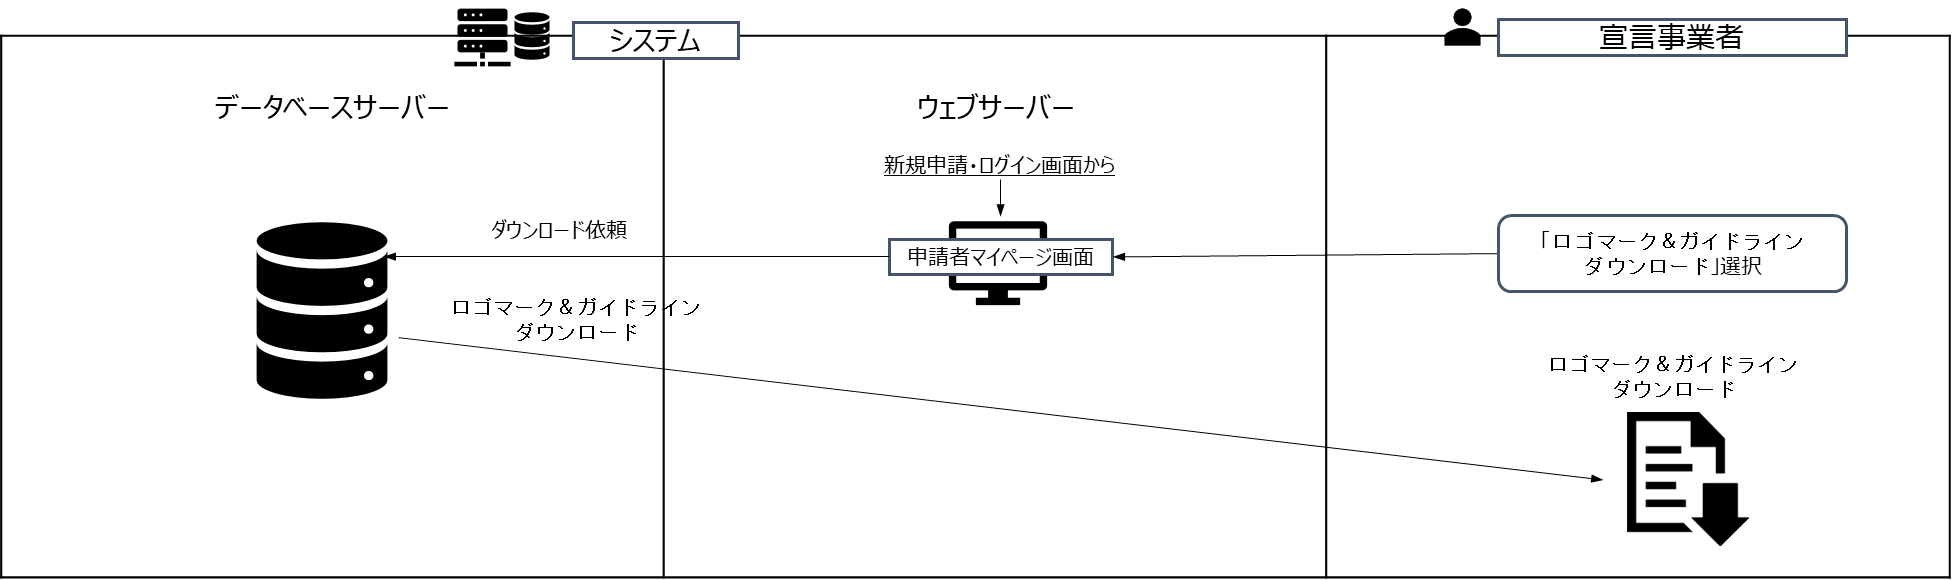 システム
宣言事業者
データベースサーバー
ウェブサーバー
新規申請・ログイン画面から
ダウンロード依頼
申請者マイページ画面
「ロゴマーク＆ガイドライン
ダウンロード」選択
ロゴマーク＆ガイドライン
ダウンロード
ロゴマーク＆ガイドライン
ダウンロード